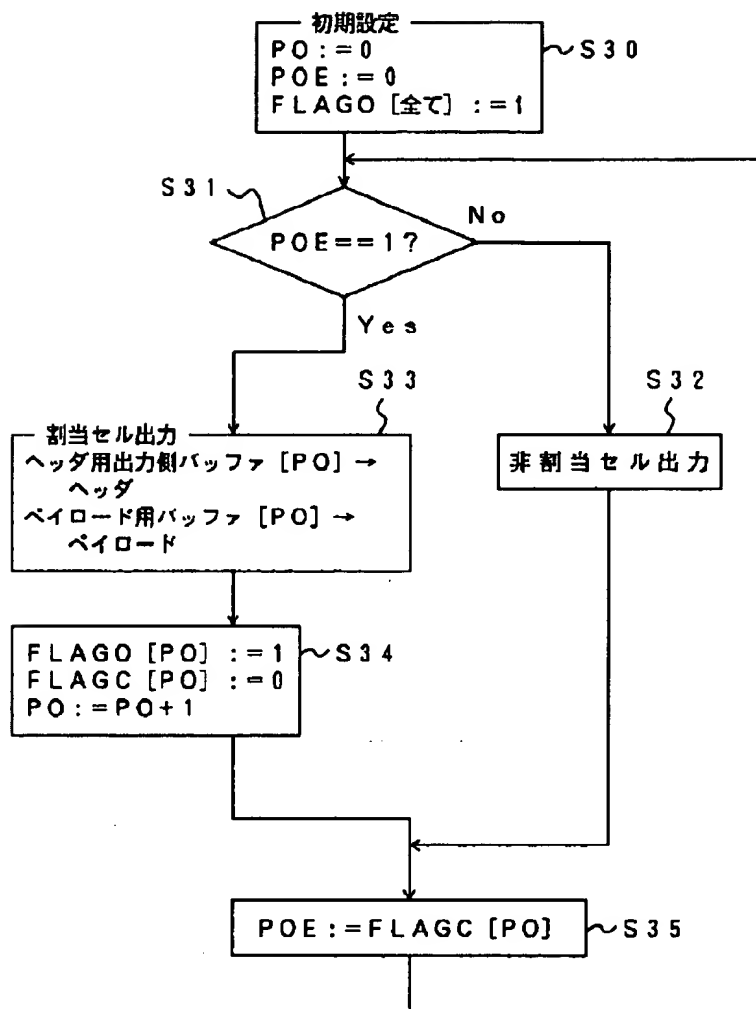 初期設定
PO:=0
POE:=0
FLAGO[全て]:=1
S30
S31
POE==1?
No
Yes
S33
S32
割当セル出力
ヘッダ用出力側バッファ[PO]→
ヘッダ
ペイロード用バッファ[PO]→
ペイロード
非割当セル出力
FLAGO[PO]:=1
FLAGC[PO]:=0
PO:=PO+1
S34
POE:=FLAGC[PO]
S35